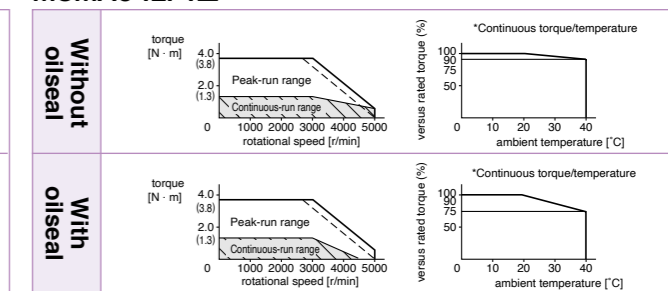 Without
oilseal
torque
[N · m]
4.0
(3.8)
2.0
(1.3)
Peak-run range
Continuous-run range
0 1000 2000 3000 4000 5000
rotational speed [r/min]
*Continuous torque/temperature
versus rated torque (%)
100
90
75
50
0 10 20 30 40
ambient temperature [˚C]
With
oilseal
torque
[N · m]
4.0
(3.8)
2.0
(1.3)
Peak-run range
Continuous-run range
0 1000 2000 3000 4000 5000
rotational speed [r/min]
*Continuous torque/temperature
versus rated torque (%)
100
90
75
50
0 10 20 30 40
ambient temperature [˚C]